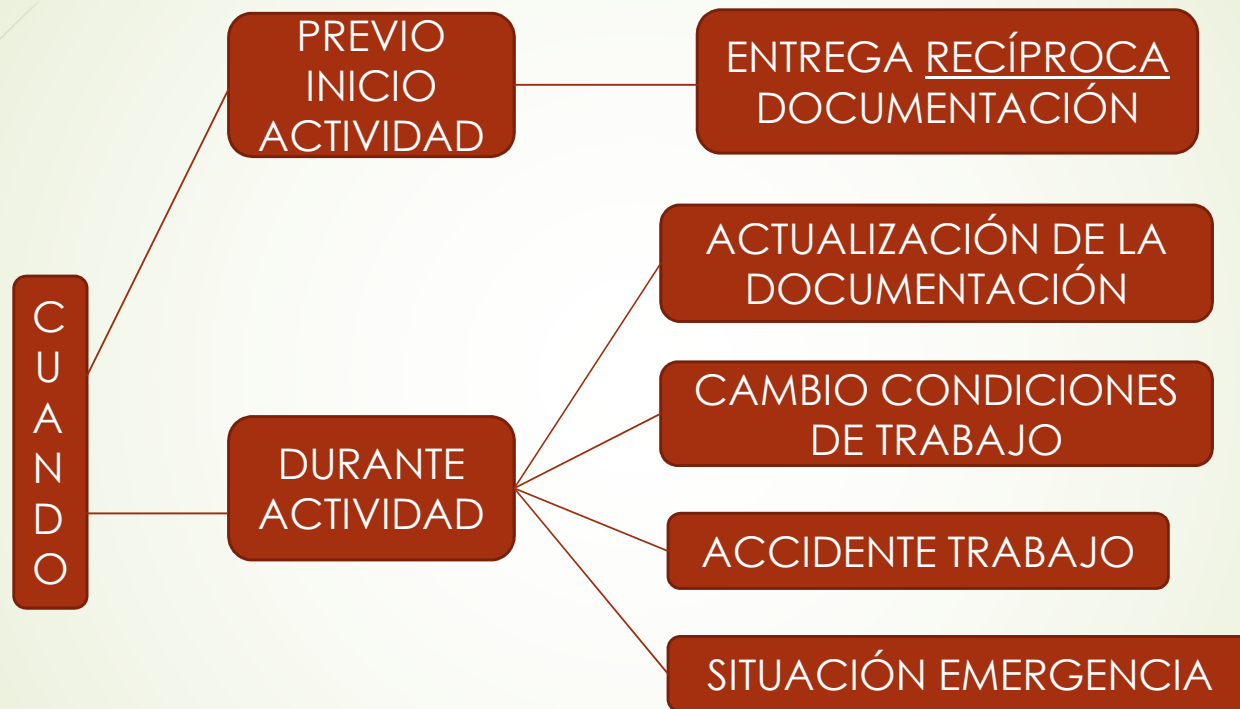 PREVIO
INICIO
ACTIVIDAD
ENTREGA RECÍPROCA
DOCUMENTACIÓN
C
U
A
N
D
O
DURANTE
ACTIVIDAD
ACTUALIZACIÓN DE LA
DOCUMENTACIÓN
CAMBIO CONDICIONES
DE TRABAJO
ACCIDENTE TRABAJO
SITUACIÓN EMERGENCIA